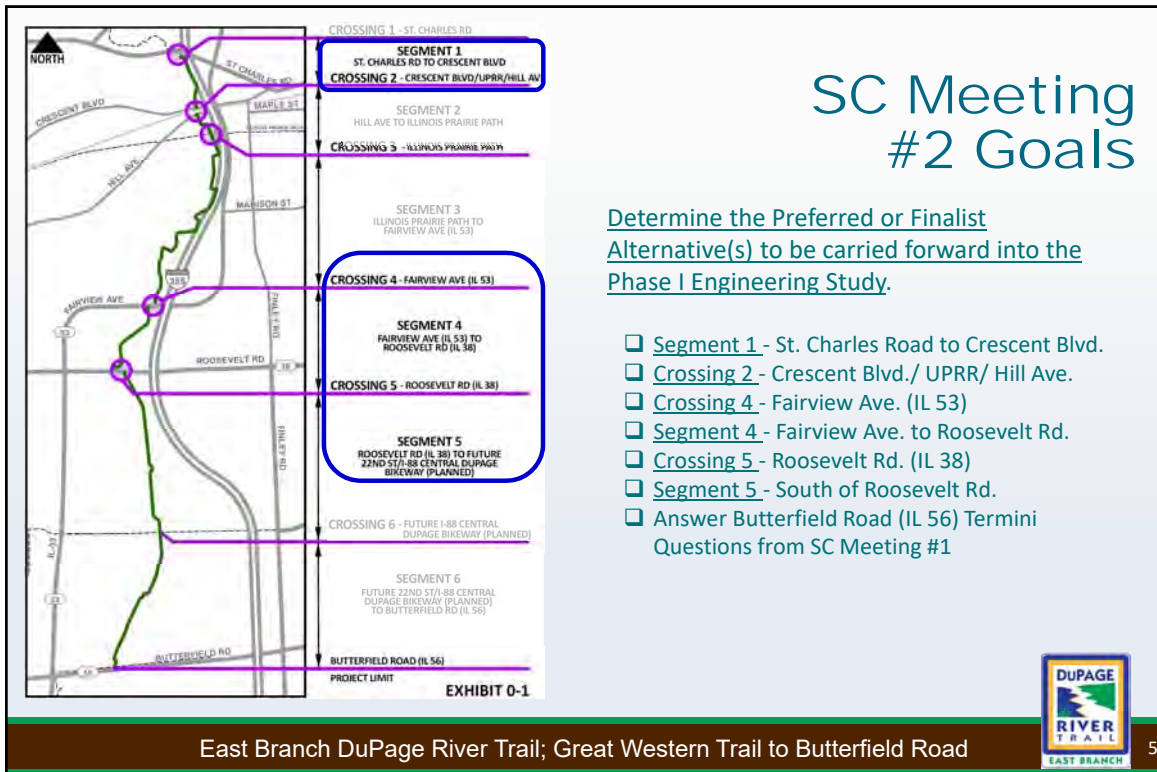 NORTH
CRESCENT BLVD
ST CHARLES RD
MAPLE ST
HILL AVE
MADISON ST
355
FAIRVIEW AVE
53
ROOSEVELT RD
38
FINLEY RD
FINLEY RD
IL-53
53
BUTTERFIELD RD
56
CROSSING 1 - ST. CHARLES RD
SEGMENT 1
ST. CHARLES RD TO CRESCENT BLVD
CROSSING 2 - CRESCENT BLVD/UPRR/HILL AV
SEGMENT 2
HILL AVE TO ILLINOIS PRAIRIE PATH
CROSSING 3 - ILLINOIS PRAIRIE PATH
SEGMENT 3
ILLINOIS PRAIRIE PATH TO
FAIRVIEW AVE (IL 53)
CROSSING 4 - FAIRVIEW AVE (IL 53)
SEGMENT 4
FAIRVIEW AVE (IL 53) TO
ROOSEVELT RD (IL 38)
CROSSING 5 - ROOSEVELT RD (IL 38)
SEGMENT 5
ROOSEVELT RD (IL 38) TO FUTURE
22ND ST/I-88 CENTRAL DUPAGE
BIKEWAY (PLANNED)
CROSSING 6 - FUTURE I-88 CENTRAL
DUPAGE BIKEWAY (PLANNED)
SEGMENT 6
FUTURE 22ND ST/I-88 CENTRAL
DUPAGE BIKEWAY (PLANNED)
TO BUTTERFIELD RD (IL 56)
BUTTERFIELD ROAD (IL 56)
PROJECT LIMIT
EXHIBIT 0-1
SC Meeting
#2 Goals
Determine the Preferred or Finalist
Alternative(s) to be carried forward into the
Phase I Engineering Study.
❑ Segment 1 - St. Charles Road to Crescent Blvd.
❑ Crossing 2 - Crescent Blvd./ UPRR/ Hill Ave.
❑ Crossing 4 - Fairview Ave. (IL 53)
❑ Segment 4 - Fairview Ave. to Roosevelt Rd.
❑ Crossing 5 - Roosevelt Rd. (IL 38)
❑ Segment 5 - South of Roosevelt Rd.
❑ Answer Butterfield Road (IL 56) Termini
Questions from SC Meeting #1
DUPAGE
RIVER
TRAIL
EAST BRANCH
East Branch DuPage River Trail; Great Western Trail to Butterfield Road
5